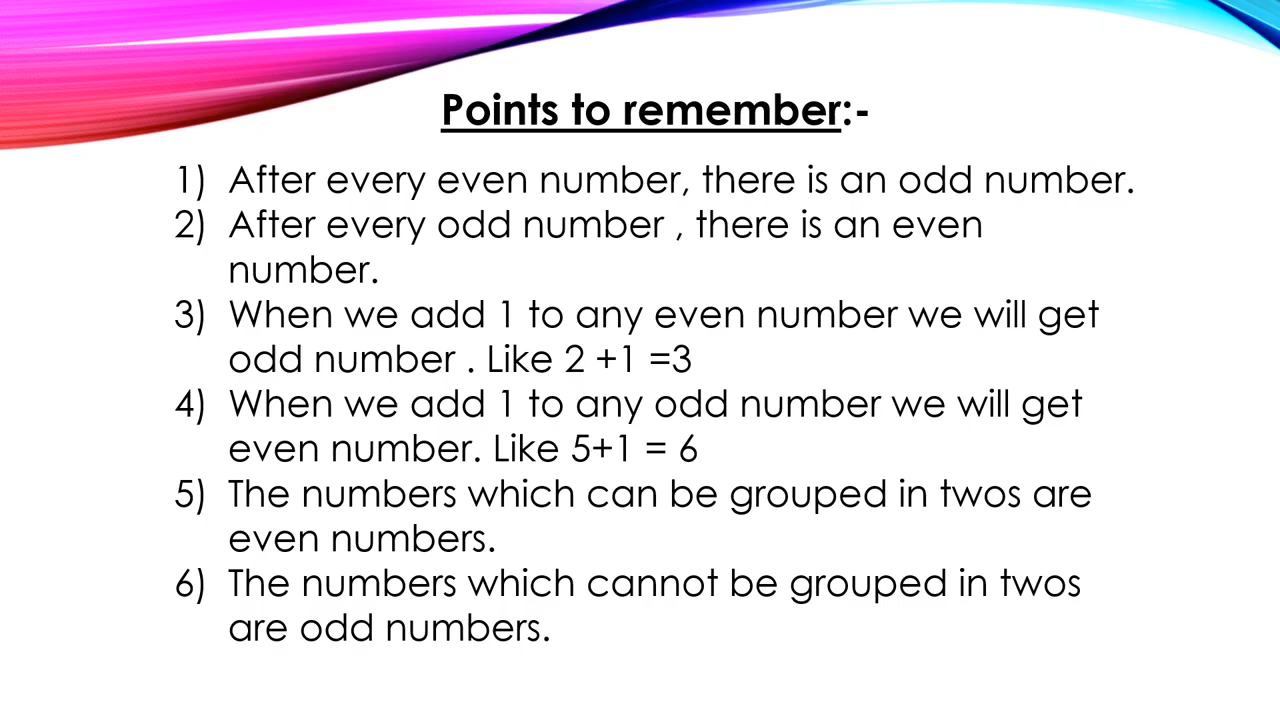 Points to remember:-
1) After every even number, there is an odd number.
2) After every odd number , there is an even
number.
3) When we add 1 to any even number we will get
odd number . Like 2 +1 =3
4) When we add 1 to any odd number we will get
even number. Like 5+1 = 6
5) The numbers which can be grouped in twos are
even numbers.
6) The numbers which cannot be grouped in twos
are odd numbers.